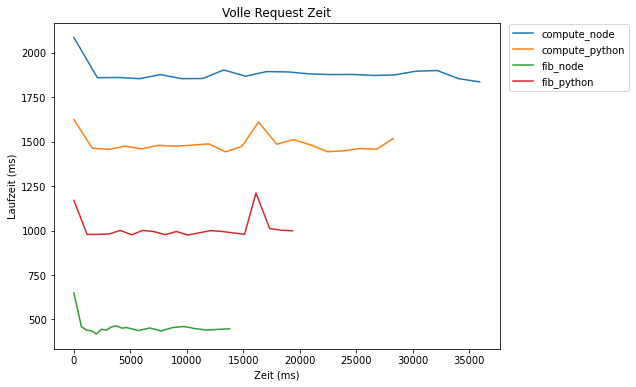 Volle Request Zeit
compute_node
compute_python
fib_node
fib_python
Laufzeit (ms)
2000
1750
1500
1250
1000
750
500
0 5000 10000 15000 20000 25000 30000 35000
Zeit (ms)